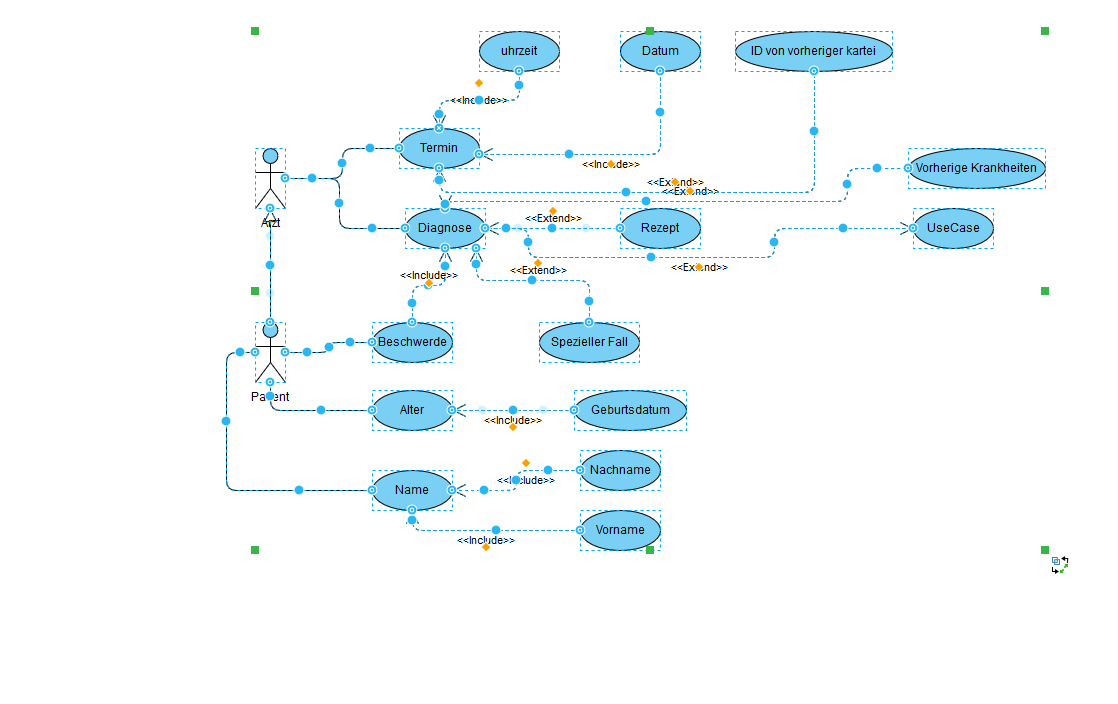 uhrzeit
Datum
ID von vorheriger kartei
<<Include>>
Termin
<<Include>>
Vorherige Krankheiten
<<Extend>>
<<Extend>>
Arzt
Diagnose
<<Extend>>
Rezept
UseCase
<<Extend>>
<<Extend>>
<<Include>>
Beschwerde
Spezieller Fall
Patient
Alter
Geburtsdatum
<<Include>>
Nachname
<<Include>>
Name
Vorname
<<Include>>